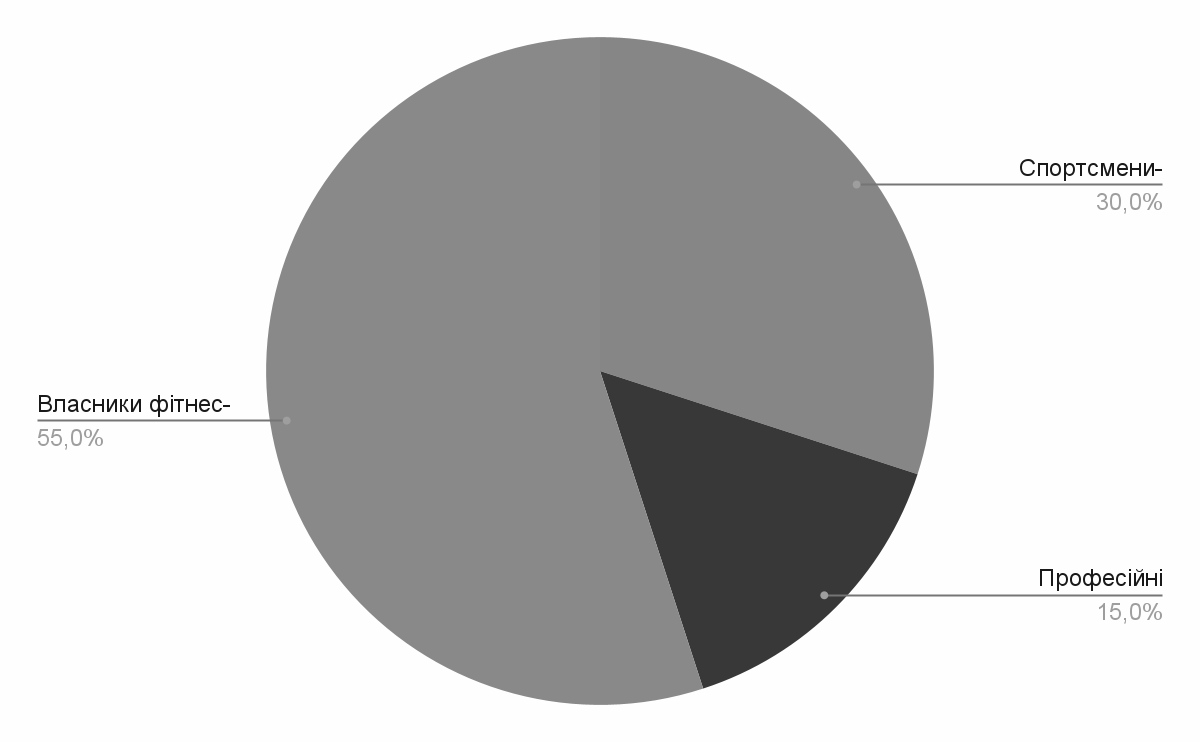 Спортсмени-
30,0%
Власники фітнес-
55,0%
Професійні
15,0%